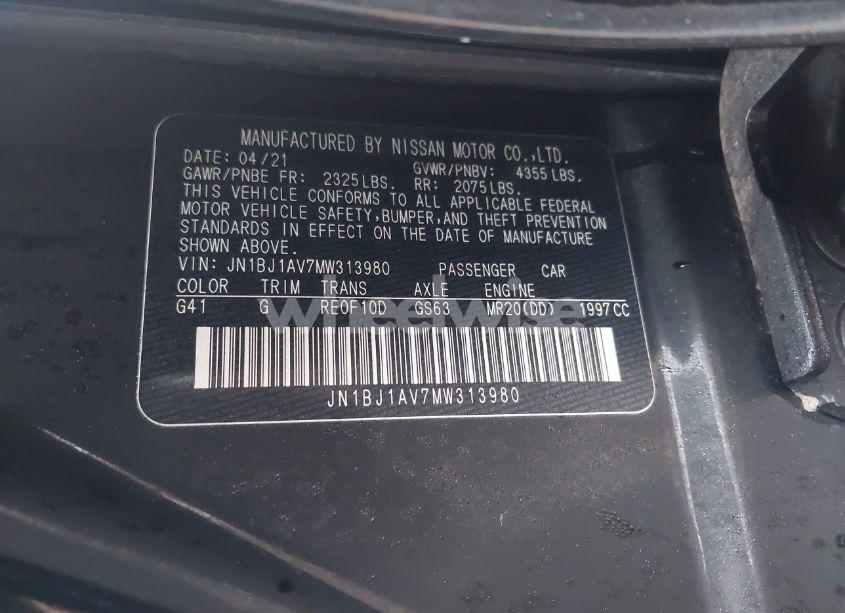 MANUFACTURED BY NISSAN MOTOR CO.,LTD.
DATE: 04/21 GVWR/PNBV: 4355 LBS.
GAWR/PNBE FR: 2325 LBS. RR: 2075 LBS.
THIS VEHICLE CONFORMS TO ALL APPLICABLE FEDERAL
MOTOR VEHICLE SAFETY,BUMPER,AND THEFT PREVENTION
STANDARDS IN EFFECT ON THE DATE OF MANUFACTURE
SHOWN ABOVE.
VIN: JN1BJ1AV7MW313980 PASSENGER CAR
COLOR TRIM TRANS AXLE ENGINE
G41 G RE0F10D GS63 MR20(DD) 1997CC
wheelwise
JN1BJ1AV7MW313980